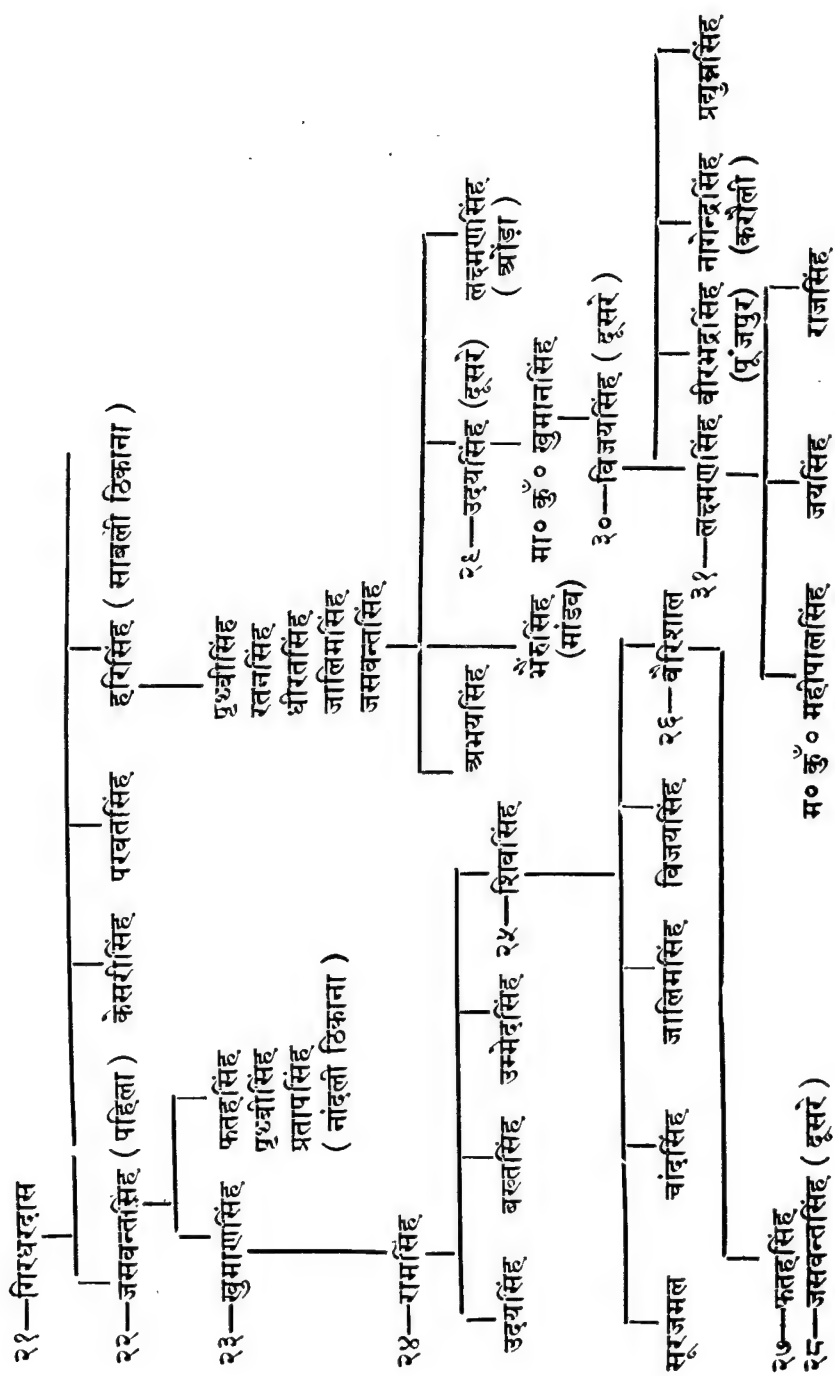 २१—गिरधरदास
२२—जसवन्तसिंह ( पहिला ) केसरीसिंह परवतसिंह हरिसिंह ( साबली ठिकाना )
२३—खुमाणसिंह फतहसिंह
पृथ्वीसिंह
प्रतापसिंह
( नांदली ठिकाना )
पृथ्वीसिंह
रतनसिंह
धीरतसिंह
जालिमसिंह
जसवन्तसिंह
२४—रामसिंह
अभयसिंह २९—उदयसिंह (दूसरे) लक्ष्मणसिंह
( ओड़ा )
भैरुसिंह
(मांडव)
मा० कुँ० खुमानसिंह
उदयसिंह बख्तसिंह उम्मेदसिंह २५—शिवसिंह
३०—विजयसिंह ( दूसरे )
सूरजमल चांदसिंह जालिमसिंह विजयसिंह २६—वैरिशाल
३१—लक्ष्मणसिंह वीरभद्रसिंह नागेन्द्रसिंह प्रद्युम्नसिंह
(पूंजपुर) (करौली)
२७—फतहसिंह
२८—जसवन्तसिंह ( दूसरे )
म० कुँ० महीपालसिंह जयसिंह राजसिंह